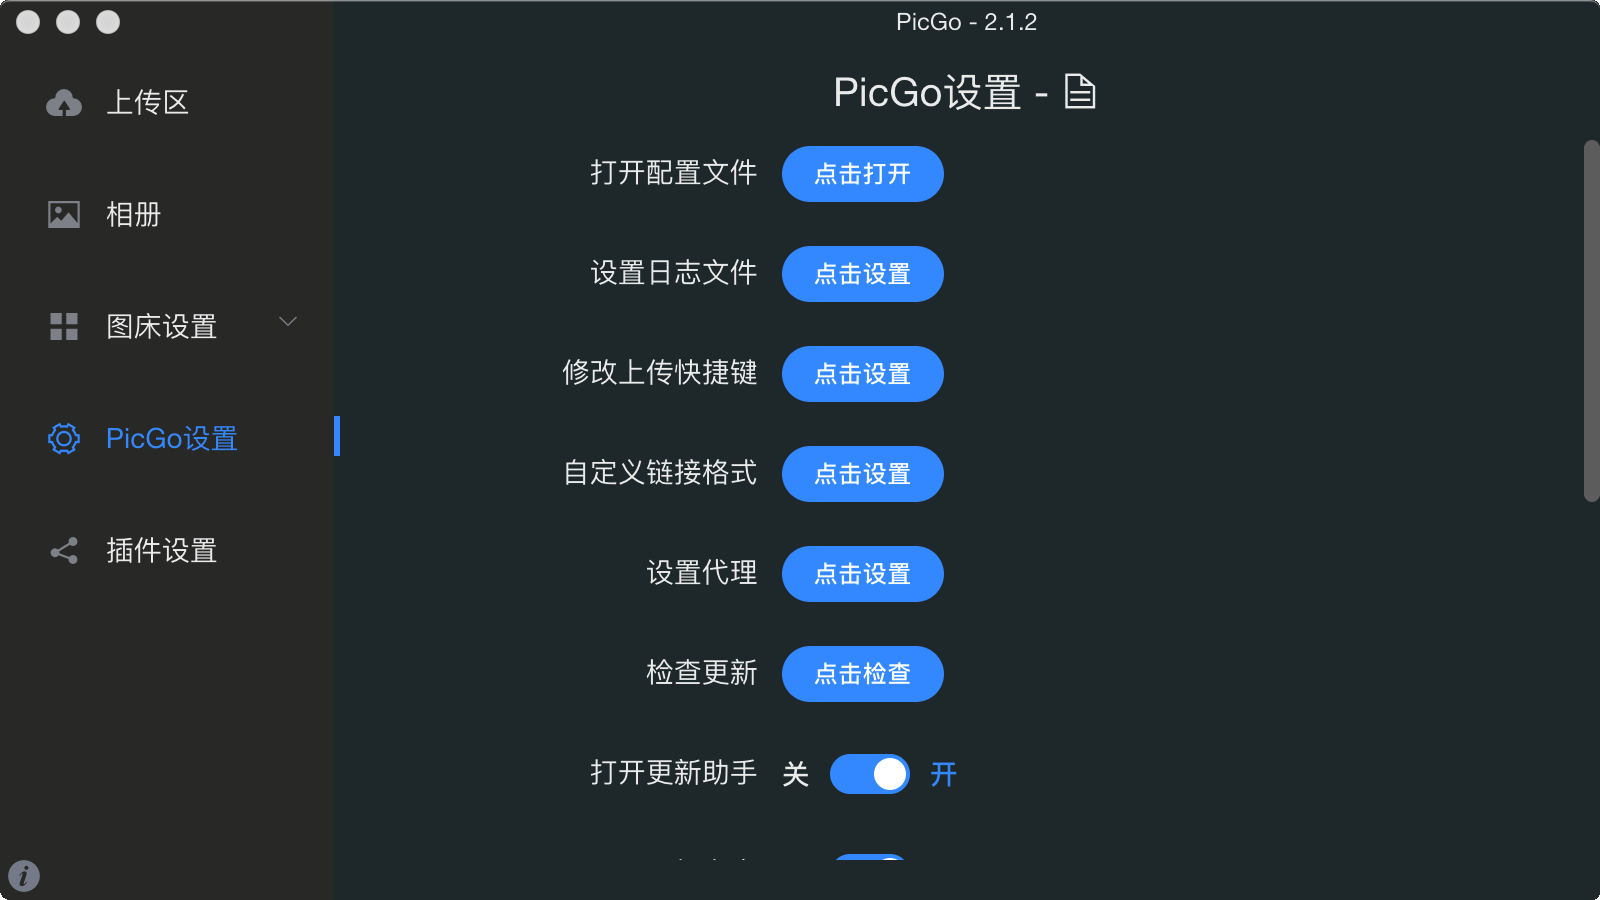 PicGo - 2.1.2
上传区
相册
图床设置
PicGo设置
插件设置
PicGo设置 -
打开配置文件 点击打开
设置日志文件 点击设置
修改上传快捷键 点击设置
自定义链接格式 点击设置
设置代理 点击设置
检查更新 点击检查
打开更新助手 关 开